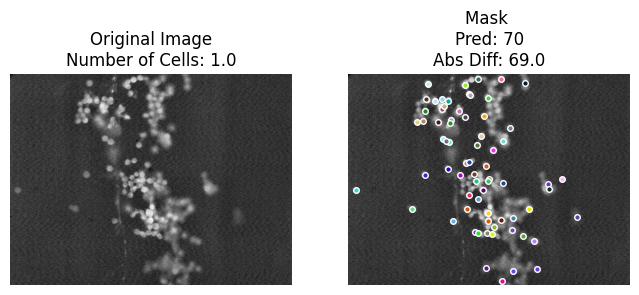 Original Image
Number of Cells: 1.0
Mask
Pred: 70
Abs Diff: 69.0